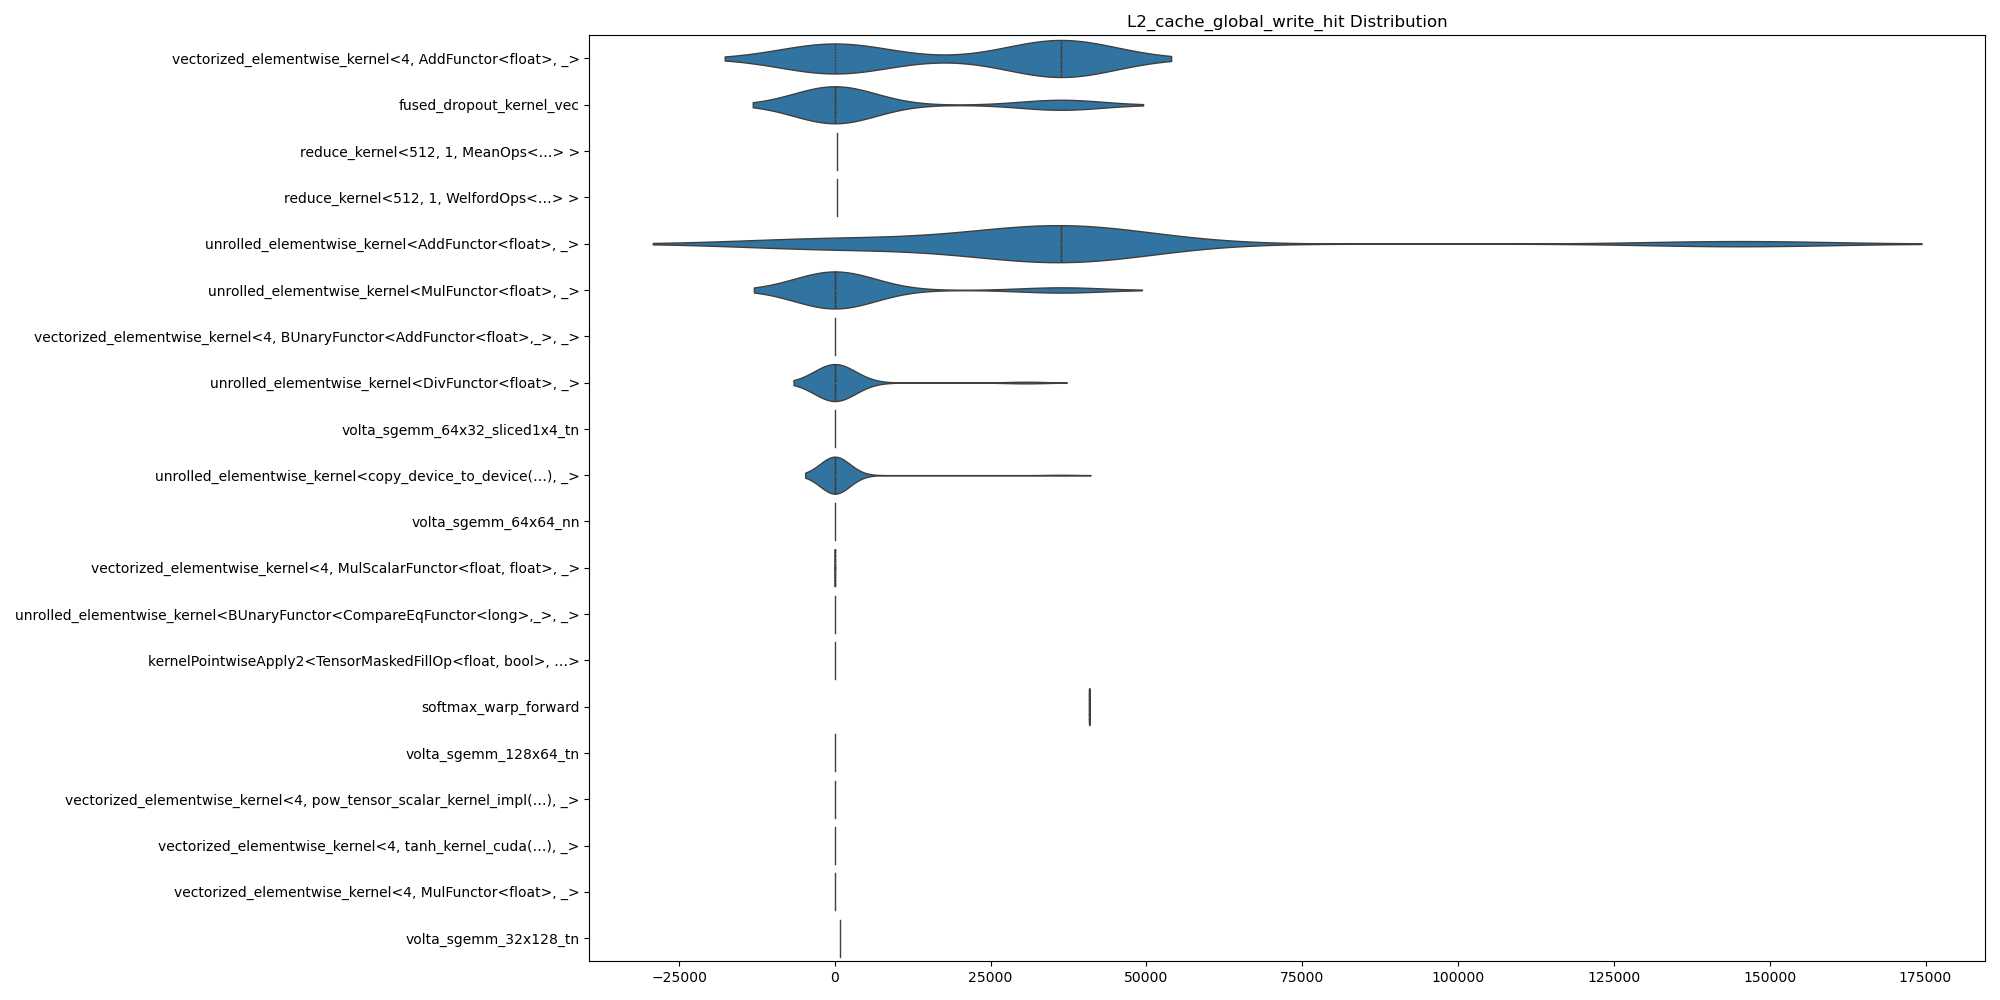 L2_cache_global_write_hit Distribution
vectorized_elementwise_kernel<4, AddFunctor<float>, _>
fused_dropout_kernel_vec
reduce_kernel<512, 1, MeanOps<...> >
reduce_kernel<512, 1, WelfordOps<...> >
unrolled_elementwise_kernel<AddFunctor<float>, _>
unrolled_elementwise_kernel<MulFunctor<float>, _>
vectorized_elementwise_kernel<4, BUnaryFunctor<AddFunctor<float>,_>, _>
unrolled_elementwise_kernel<DivFunctor<float>, _>
volta_sgemm_64x32_sliced1x4_tn
unrolled_elementwise_kernel<copy_device_to_device(...), _>
volta_sgemm_64x64_nn
vectorized_elementwise_kernel<4, MulScalarFunctor<float, float>, _>
unrolled_elementwise_kernel<BUnaryFunctor<CompareEqFunctor<long>,_>, _>
kernelPointwiseApply2<TensorMaskedFillOp<float, bool>, ...>
softmax_warp_forward
volta_sgemm_128x64_tn
vectorized_elementwise_kernel<4, pow_tensor_scalar_kernel_impl(...), _>
vectorized_elementwise_kernel<4, tanh_kernel_cuda(...), _>
vectorized_elementwise_kernel<4, MulFunctor<float>, _>
volta_sgemm_32x128_tn
−25000 0 25000 50000 75000 100000 125000 150000 175000